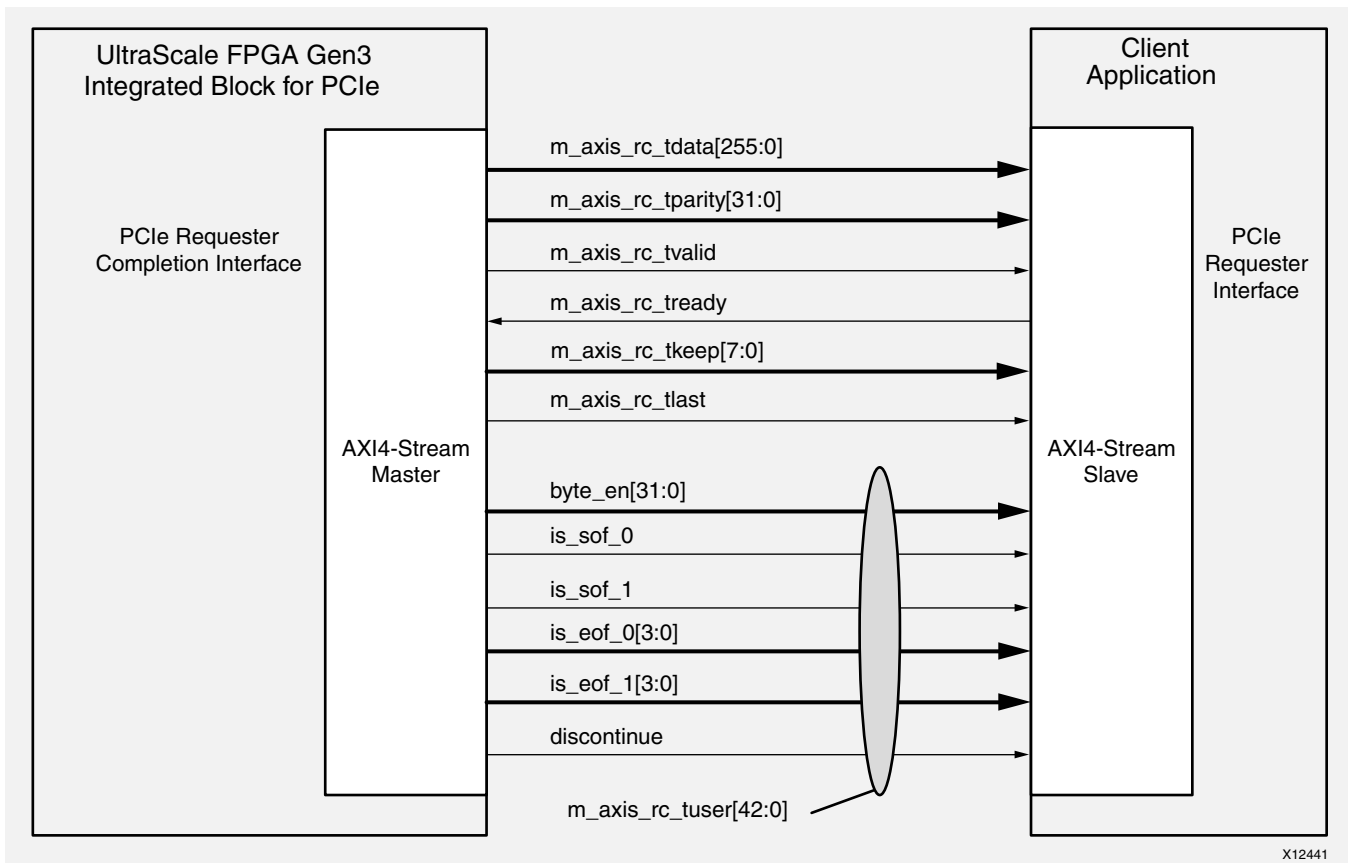 UltraScale FPGA Gen3
Integrated Block for PCIe
Client
Application
m_axis_rc_tdata[255:0]
m_axis_rc_tparity[31:0]
PCIe Requester
Completion Interface
m_axis_rc_tvalid
PCIe
Requester
Interface
m_axis_rc_tready
m_axis_rc_tkeep[7:0]
m_axis_rc_tlast
AXI4-Stream
Master
AXI4-Stream
Slave
byte_en[31:0]
is_sof_0
is_sof_1
is_eof_0[3:0]
is_eof_1[3:0]
discontinue
m_axis_rc_tuser[42:0]
X12441